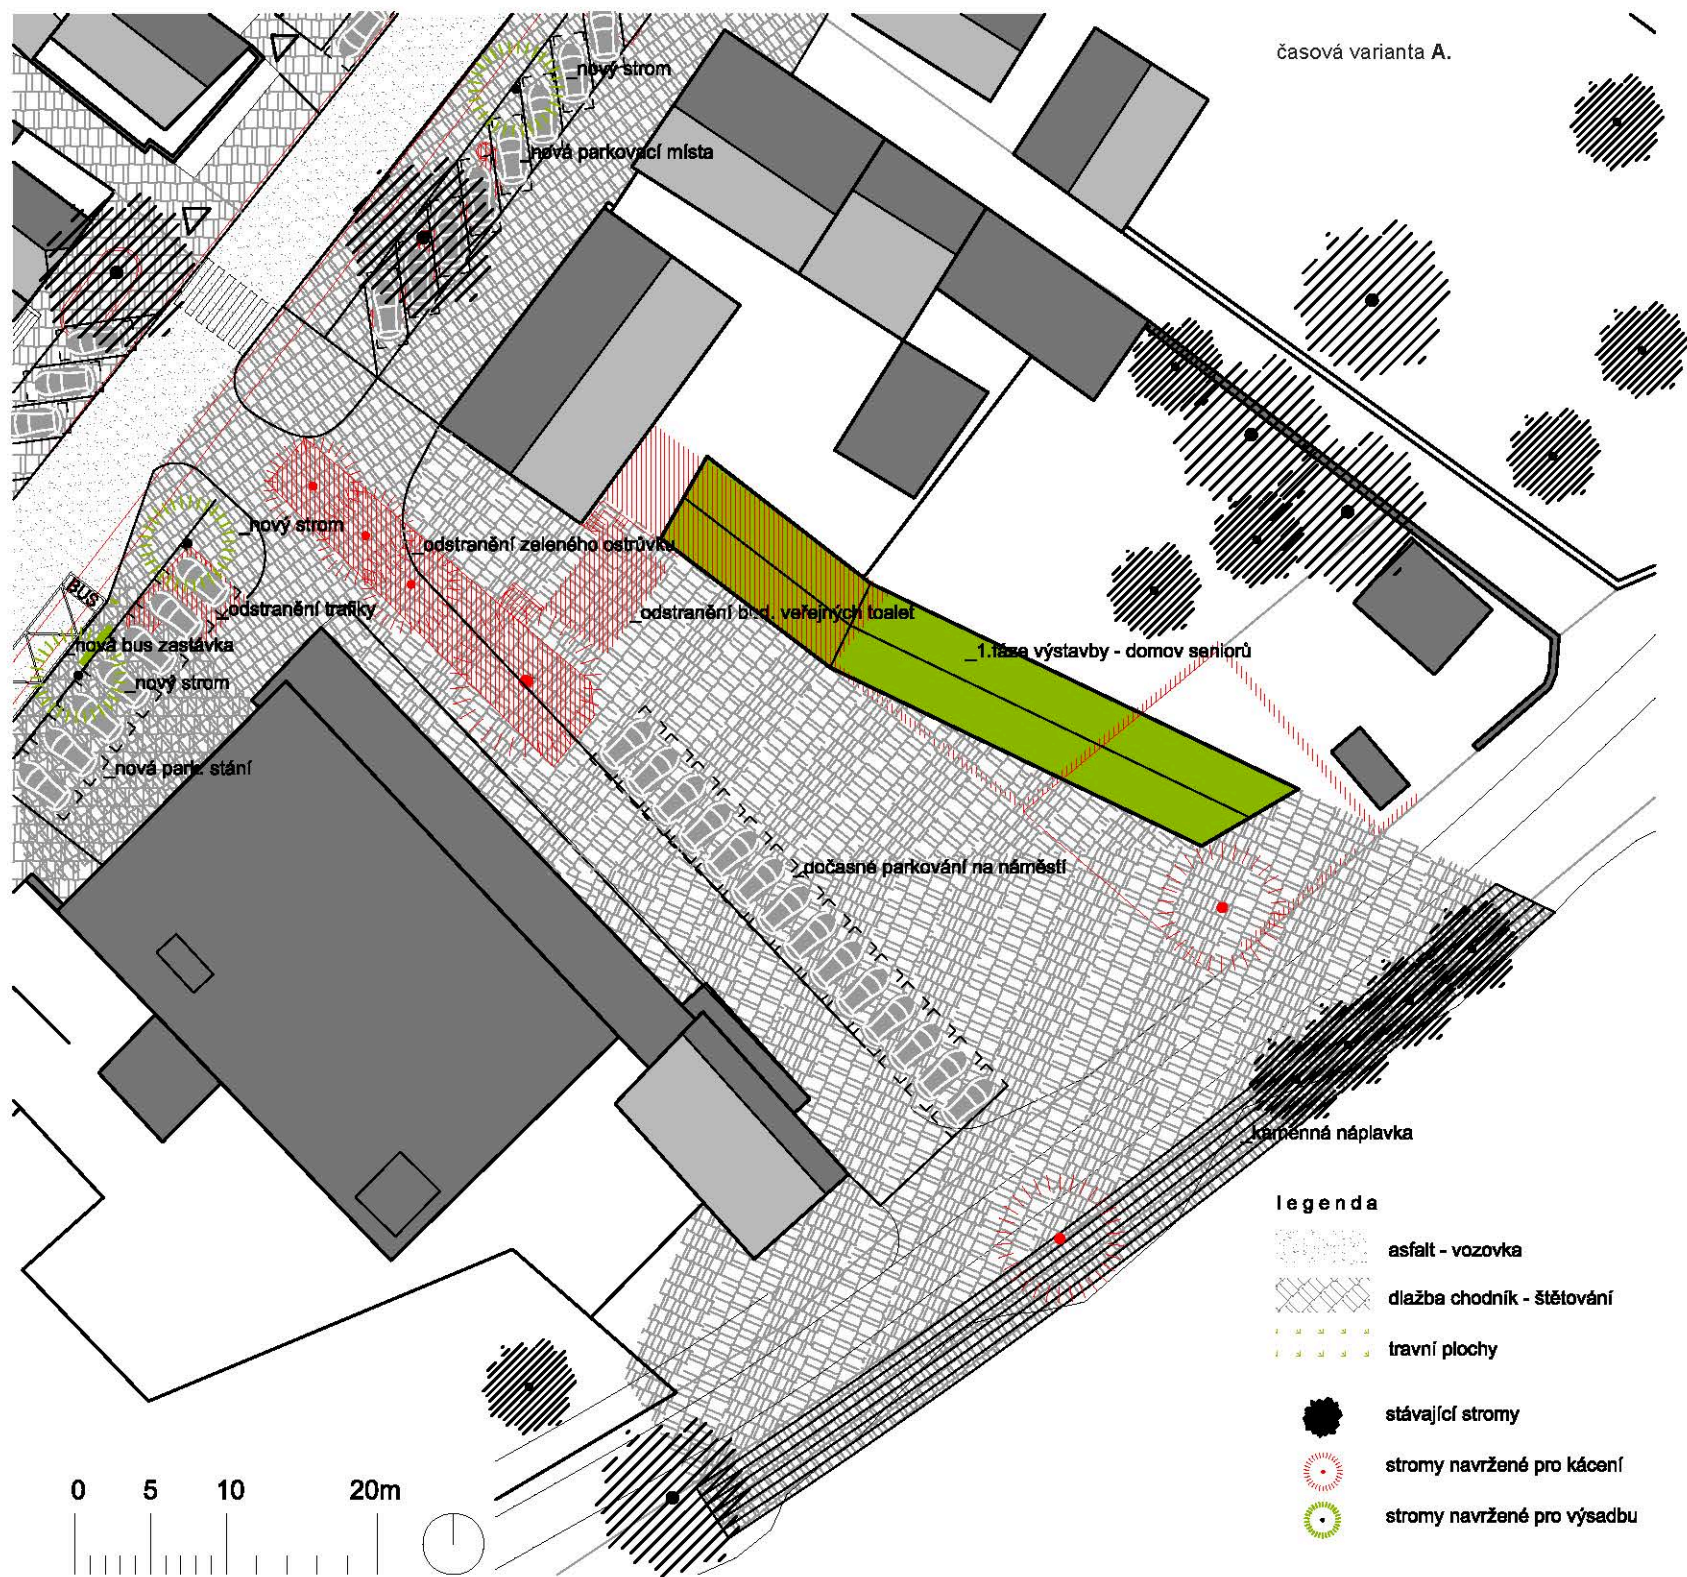 časová varianta A.
_nový strom
_nová parkovací místa
_nový strom
_odstranění zeleného ostrůvku
_odstranění trafiky
_odstranění bud. veřejných toalet
BUS
_nová bus zastávka
_1.fáze výstavby - domov seniorů
_nový strom
_nová park. stání
_dočasné parkování na náměstí
_kamenná náplavka
legenda
asfalt - vozovka
dlažba chodník - štětování
travní plochy
stávající stromy
stromy navržené pro kácení
stromy navržené pro výsadbu
0 5 10 20m